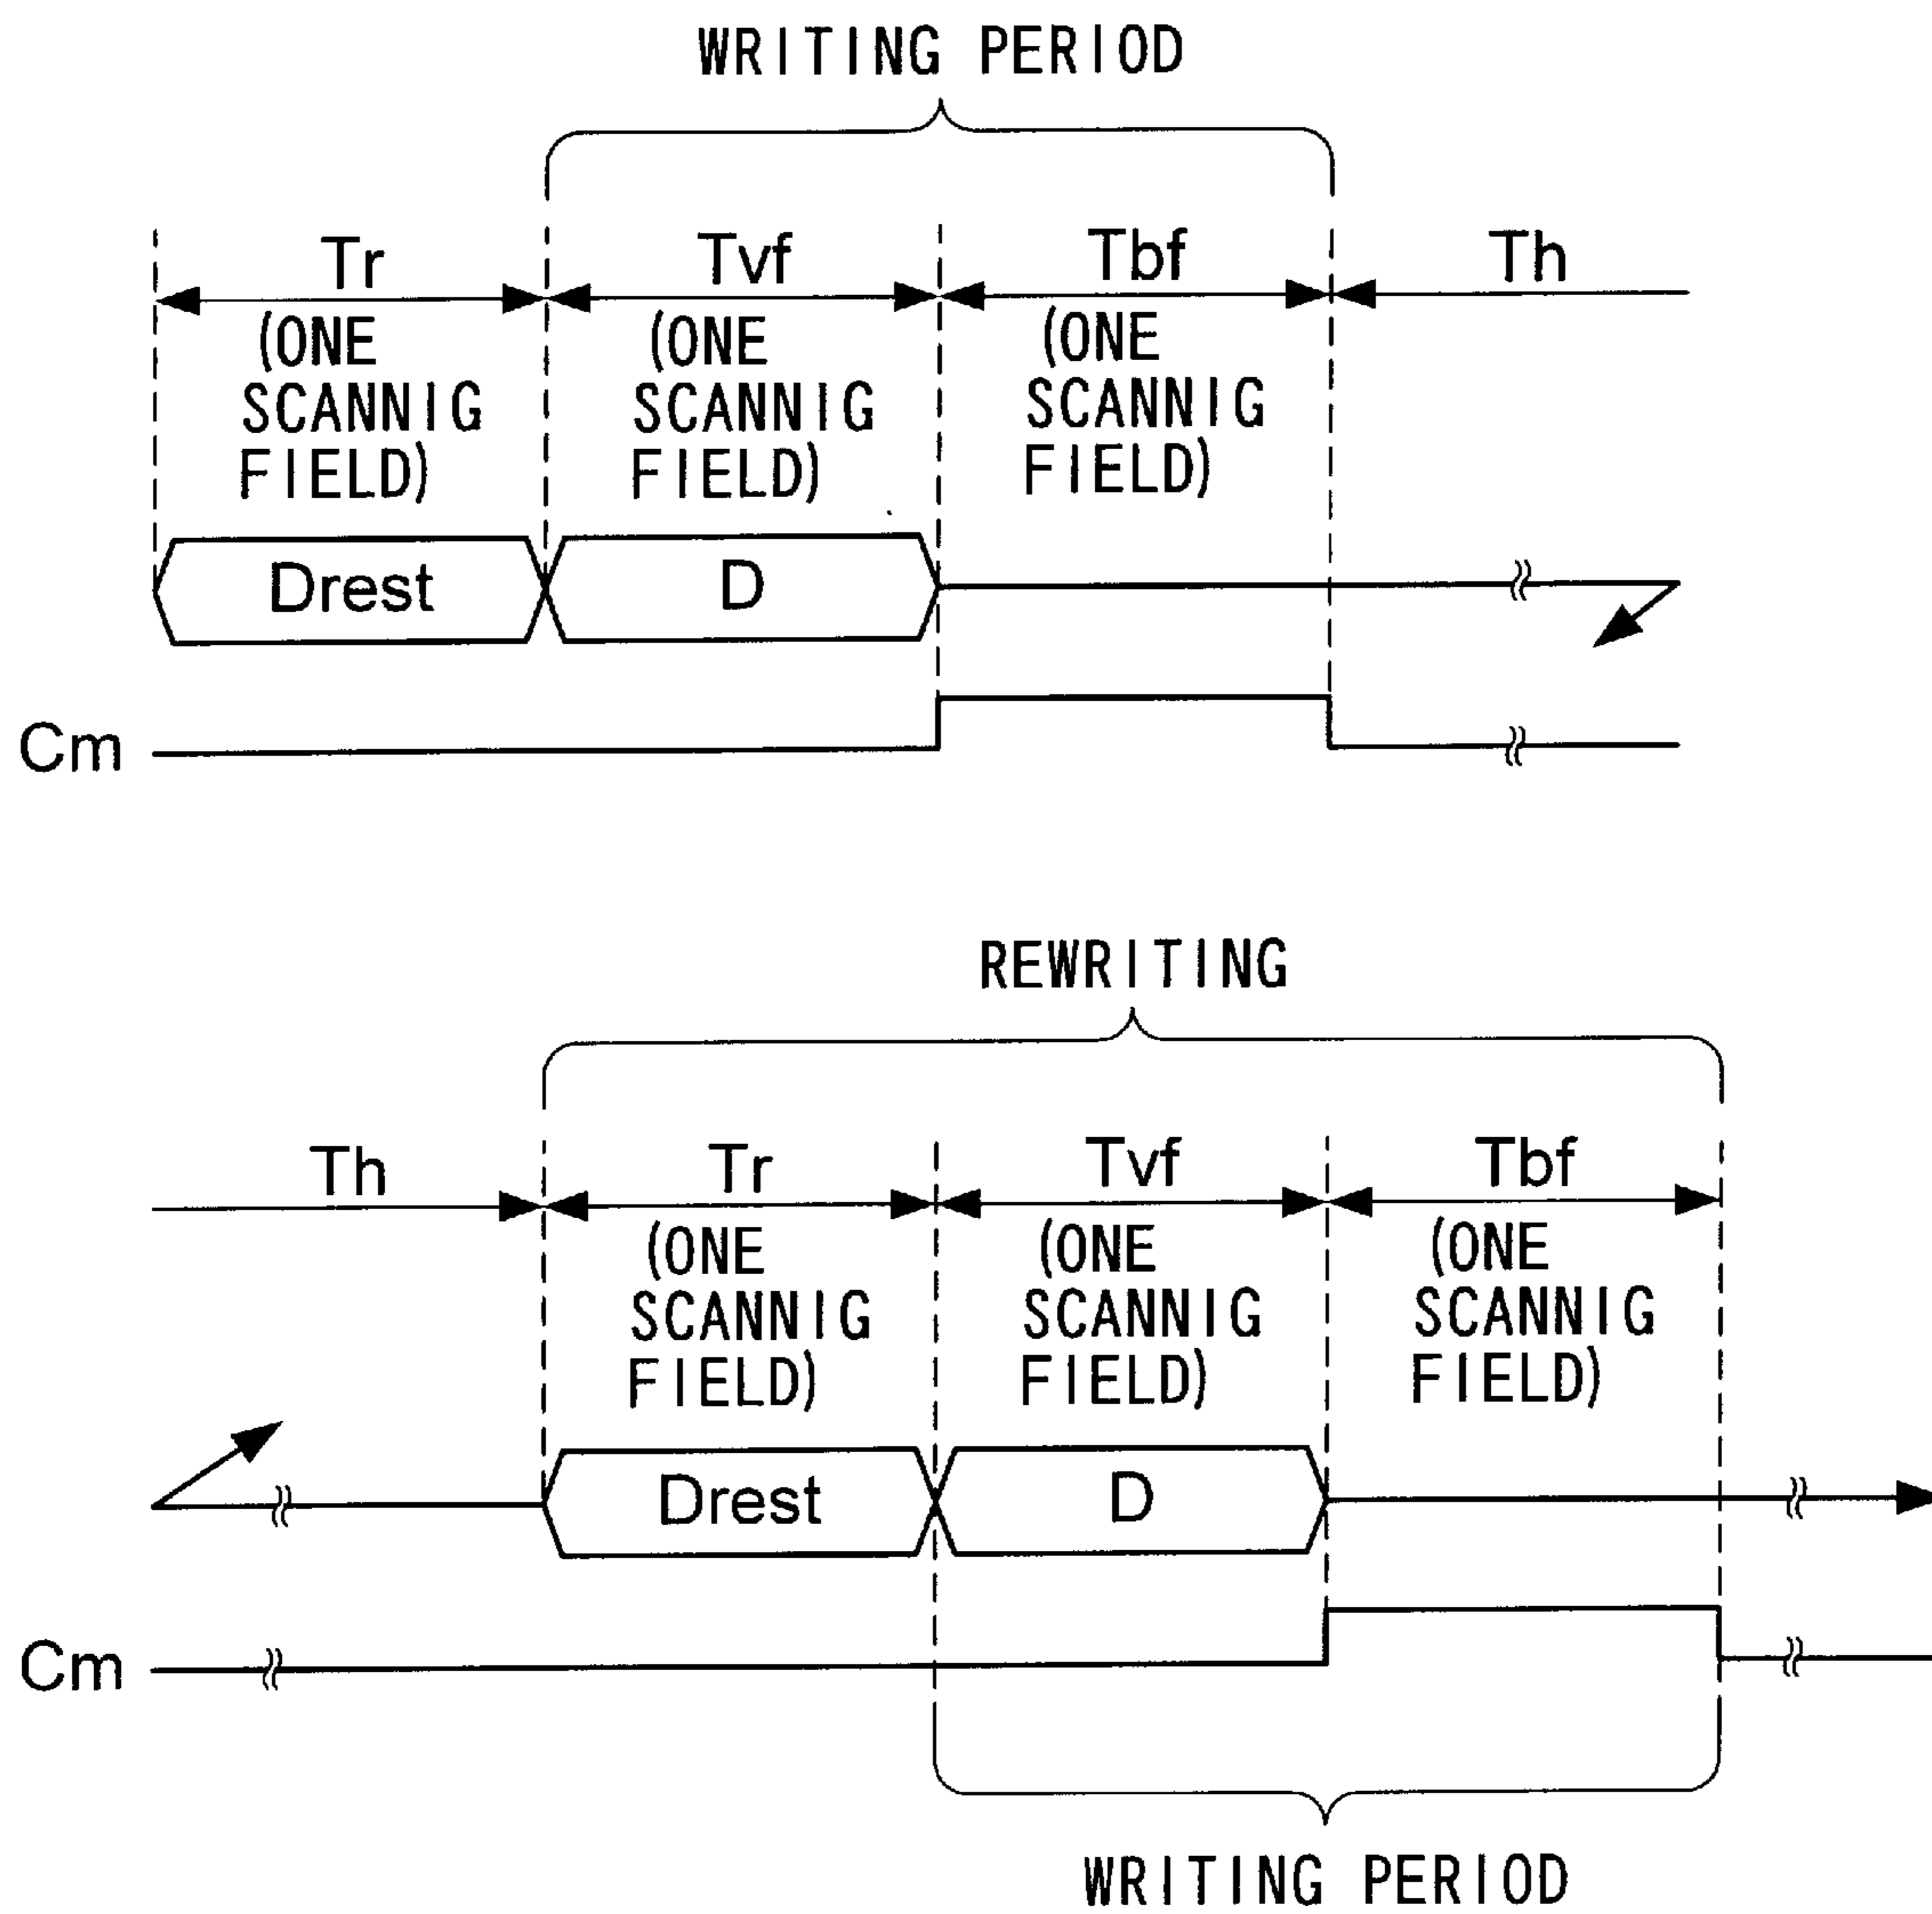 WRITING PERIOD
Tr Tvf Tbf Th
(ONE (ONE (ONE
SCANNIG SCANNIG SCANNIG
FIELD) FIELD) FIELD)
Drest D
Cm
REWRITING
Th Tr Tvf Tbf
(ONE (ONE (ONE
SCANNIG SCANNIG SCANNIG
FIELD) FIELD) FIELD)
Drest D
Cm
WRITING PERIOD